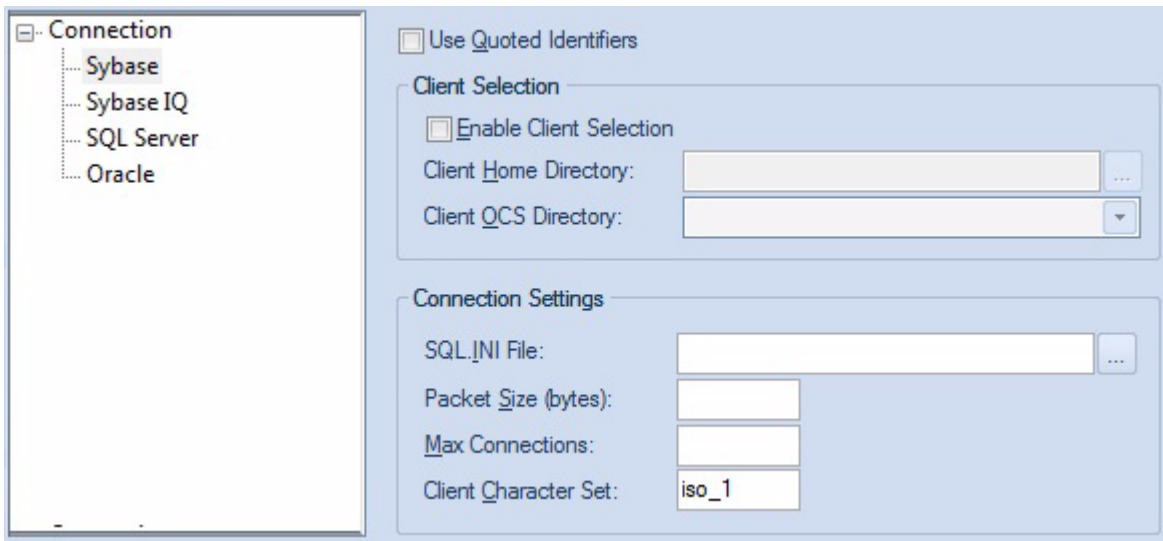 Connection
Sybase
Sybase IQ
SQL Server
Oracle
Use Quoted Identifiers
Client Selection
Enable Client Selection
Client Home Directory:
...
Client OCS Directory:
Connection Settings
SQL.INI File:
...
Packet Size (bytes):
Max Connections:
Client Character Set: iso_1